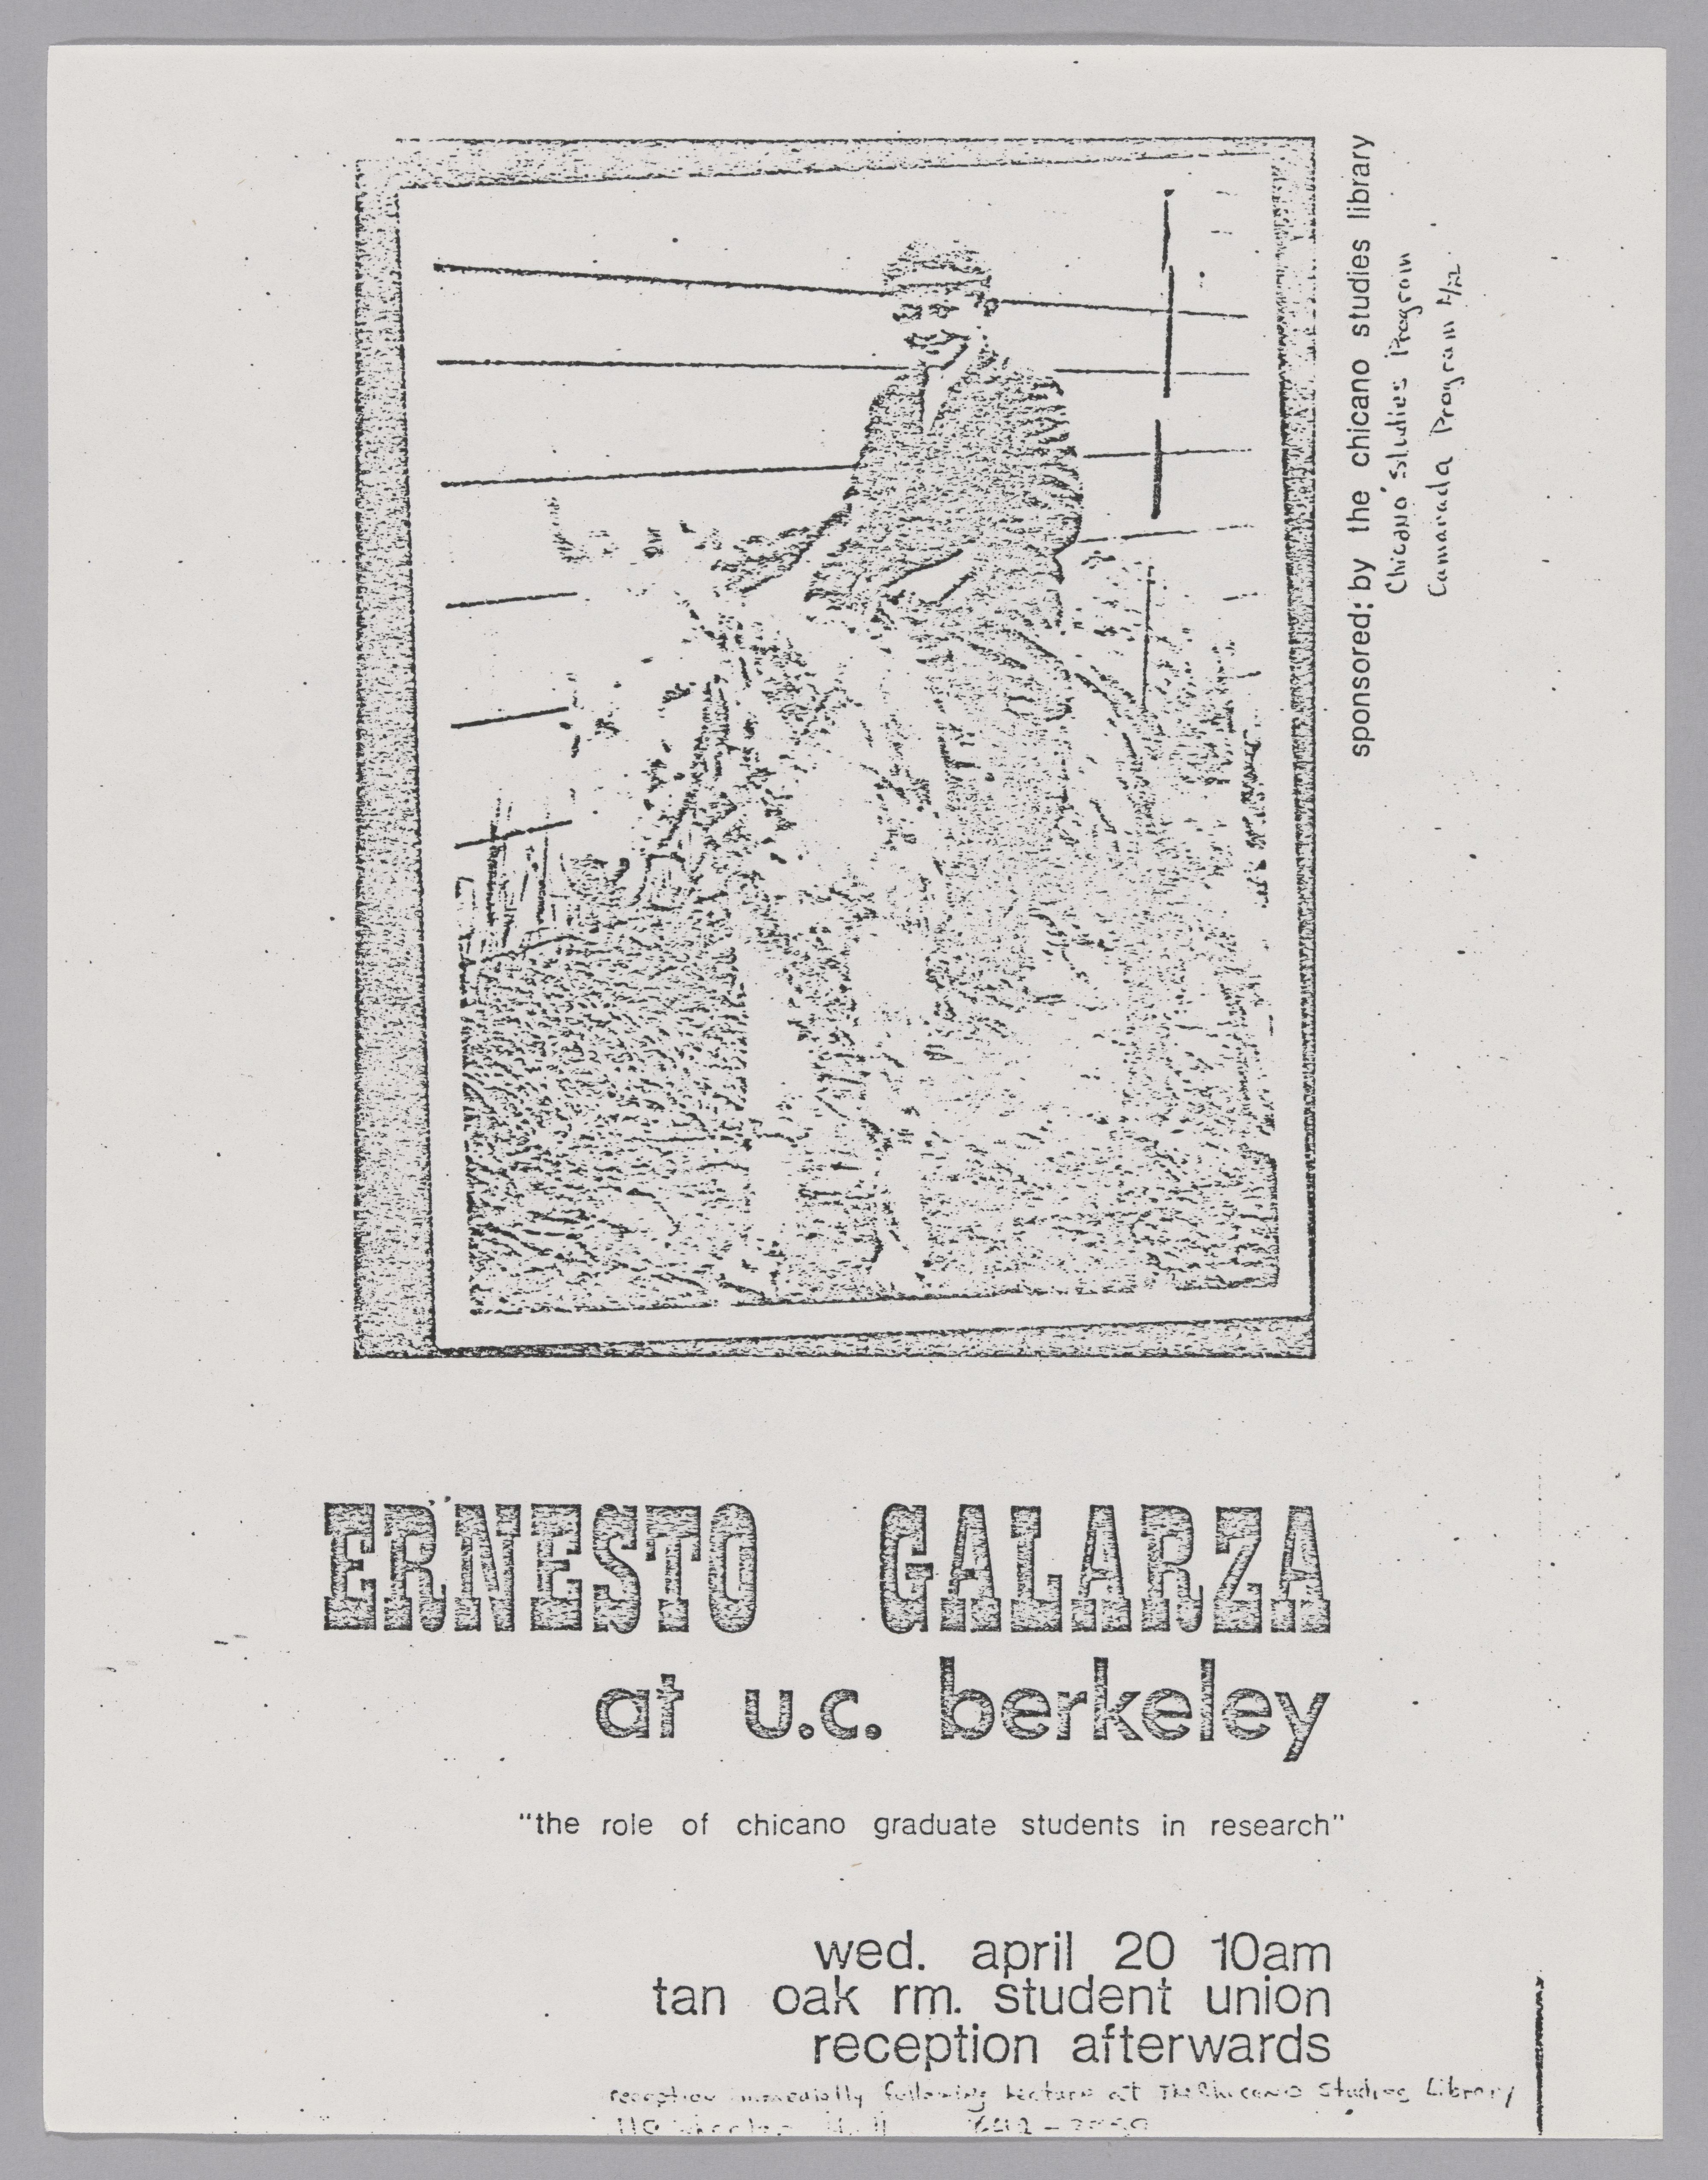 sponsored: by the chicano studies library
Chicano Studies Program
Camarada Program
ERNESTO GALARZA
at u.c. berkeley
"the role of chicano graduate students in research"
wed. april 20 10am
tan oak rm. student union
reception afterwards
reception immediatly following lecture at The Chicano Studies Library
642 -